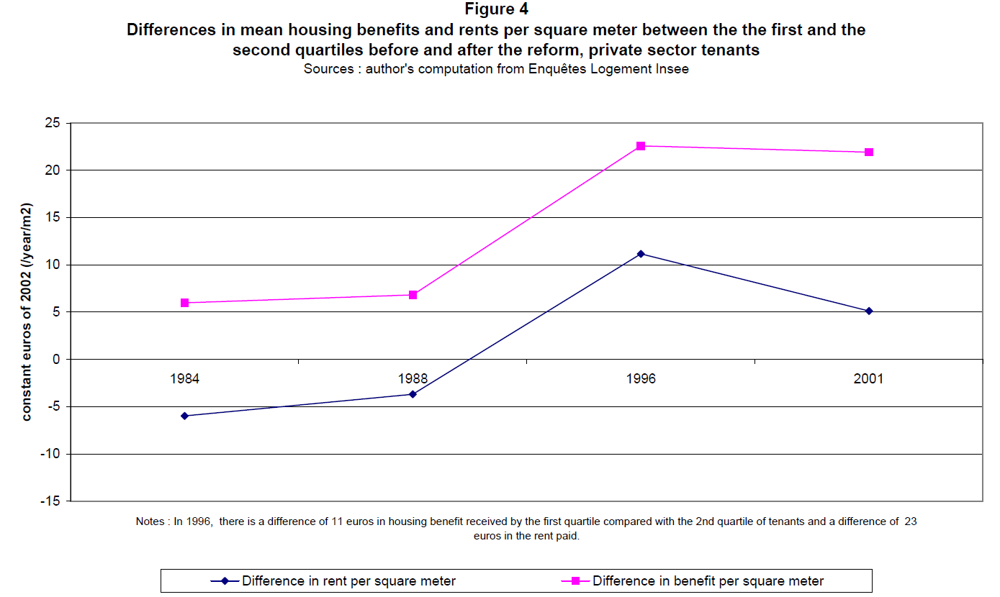 Figure 4
Differences in mean housing benefits and rents per square meter between the the first and the
second quartiles before and after the reform, private sector tenants
Sources : author's computation from Enquêtes Logement Insee
constant euros of 2002 (/year/m2)
25
20
15
10
5
0
-5
-10
-15
1984
1988
1996
2001
Notes : In 1996, there is a difference of 11 euros in housing benefit received by the first quartile compared with the 2nd quartile of tenants and a difference of 23
euros in the rent paid.
Difference in rent per square meter
Difference in benefit per square meter